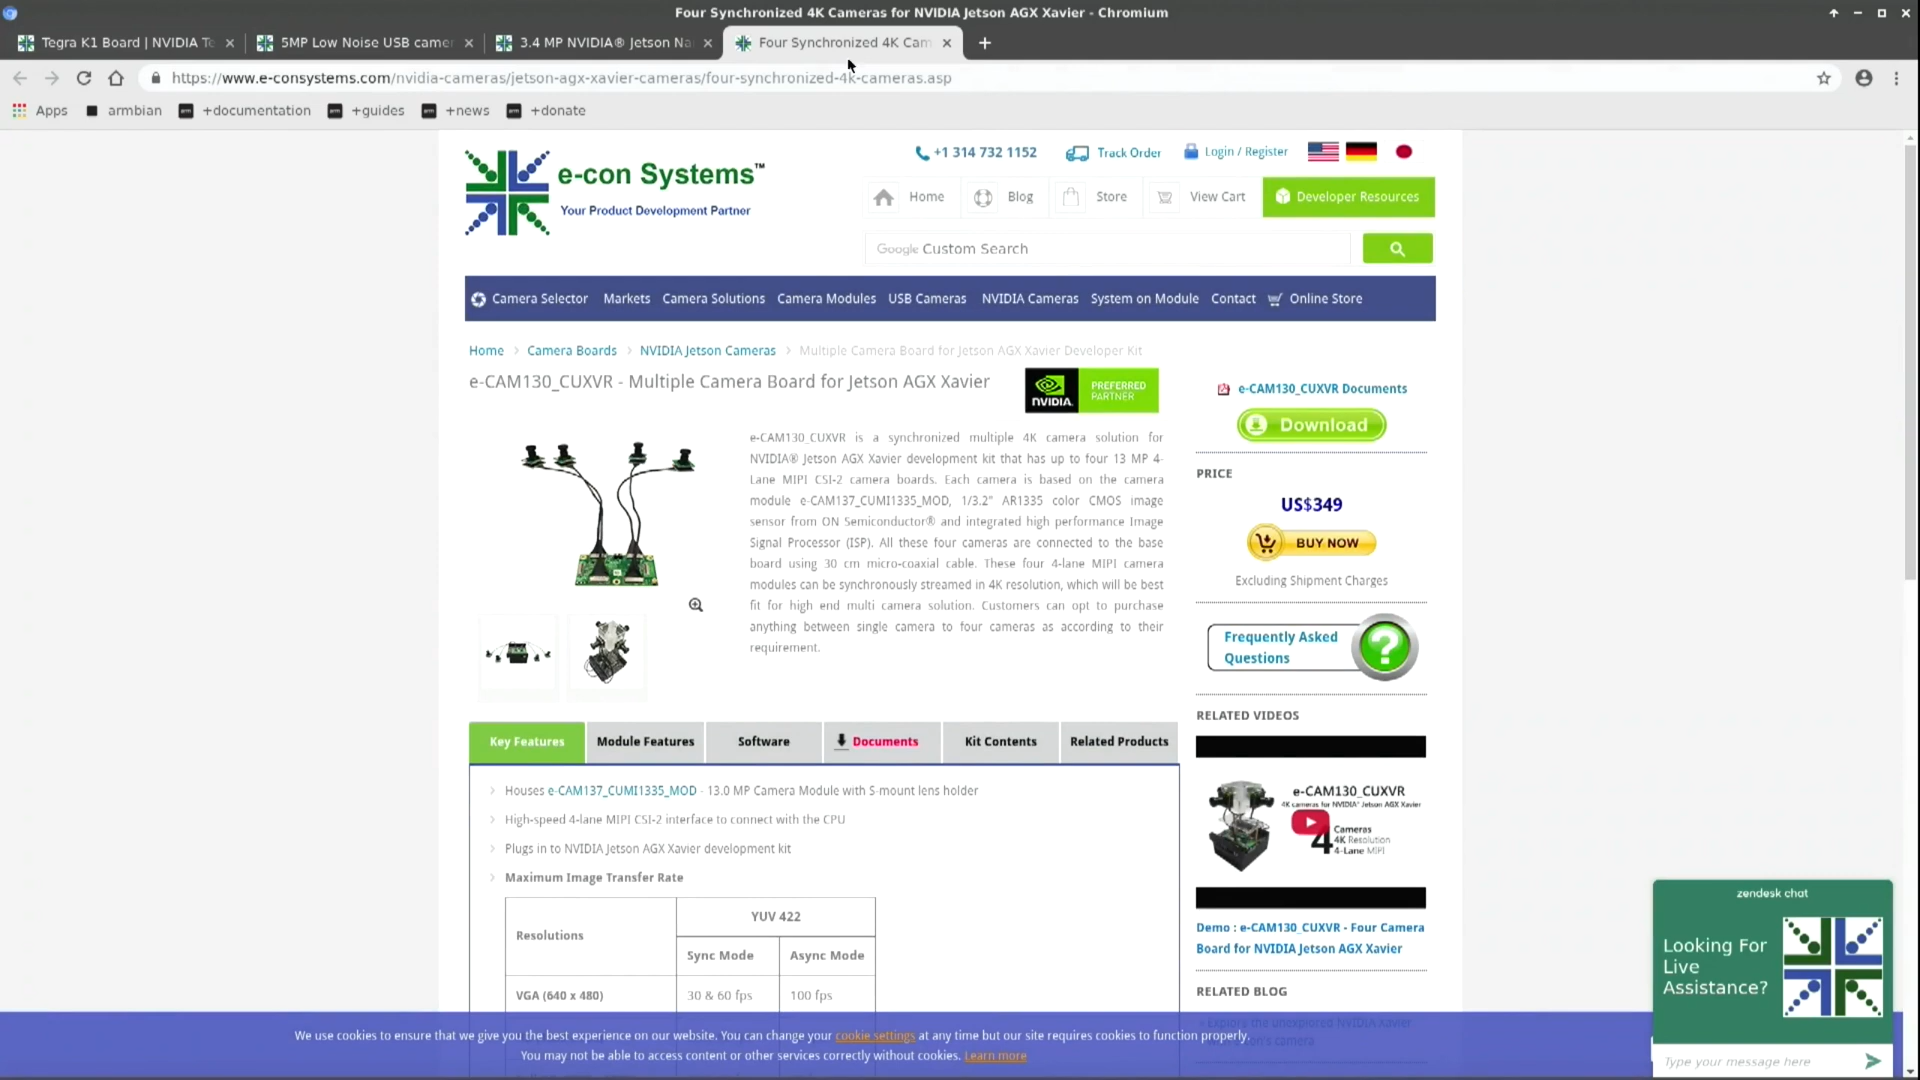 Four Synchronized 4K Cameras for NVIDIA Jetson AGX Xavier - Chromium
Tegra K1 Board | NVIDIA Te
5MP Low Noise USB camer
3.4 MP NVIDIA® Jetson Na
Four Synchronized 4K Cam
https://www.e-consystems.com/nvidia-cameras/jetson-agx-xavier-cameras/four-synchronized-4k-cameras.asp
Apps armbian +documentation +guides +news +donate
+1 314 732 1152 Track Order Login / Register
e-con Systems™
Your Product Development Partner
Home Blog Store View Cart Developer Resources
Google Custom Search
Camera Selector Markets Camera Solutions Camera Modules USB Cameras NVIDIA Cameras System on Module Contact Online Store
Home > Camera Boards > NVIDIA Jetson Cameras > Multiple Camera Board for Jetson AGX Xavier Developer Kit
e-CAM130_CUXVR - Multiple Camera Board for Jetson AGX Xavier
NVIDIA.
PREFERRED
PARTNER
e-CAM130_CUXVR is a synchronized multiple 4K camera solution for
NVIDIA® Jetson AGX Xavier development kit that has up to four 13 MP 4-
Lane MIPI CSI-2 camera boards. Each camera is based on the camera
module e-CAM137_CUMI1335_MOD, 1/3.2" AR1335 color CMOS image
sensor from ON Semiconductor® and integrated high performance Image
Signal Processor (ISP). All these four cameras are connected to the base
board using 30 cm micro-coaxial cable. These four 4-lane MIPI camera
modules can be synchronously streamed in 4K resolution, which will be best
fit for high end multi camera solution. Customers can opt to purchase
anything between single camera to four cameras as according to their
requirement.
e-CAM130_CUXVR Documents
Download
PRICE
US$349
BUY NOW
Excluding Shipment Charges
Frequently Asked
Questions
?
RELATED VIDEOS
e-CAM130_CUXVR
4K cameras for NVIDIA® Jetson AGX Xavier
4 Cameras
4K Resolution
4-Lane MIPI
Demo : e-CAM130_CUXVR - Four Camera
Board for NVIDIA Jetson AGX Xavier
RELATED BLOG
Key Features Module Features Software Documents Kit Contents Related Products
Houses e-CAM137_CUMI1335_MOD - 13.0 MP Camera Module with S-mount lens holder
High-speed 4-lane MIPI CSI-2 interface to connect with the CPU
Plugs in to NVIDIA Jetson AGX Xavier development kit
Maximum Image Transfer Rate
Resolutions
YUV 422
Sync Mode Async Mode
VGA (640 x 480) 30 & 60 fps 100 fps
We use cookies to ensure that we give you the best experience on our website. You can change your cookie settings at any time but our site requires cookies to function properly.
You may not be able to access content or other services correctly without cookies. Learn more
zendesk chat
Looking For
Live
Assistance?
Type your message here